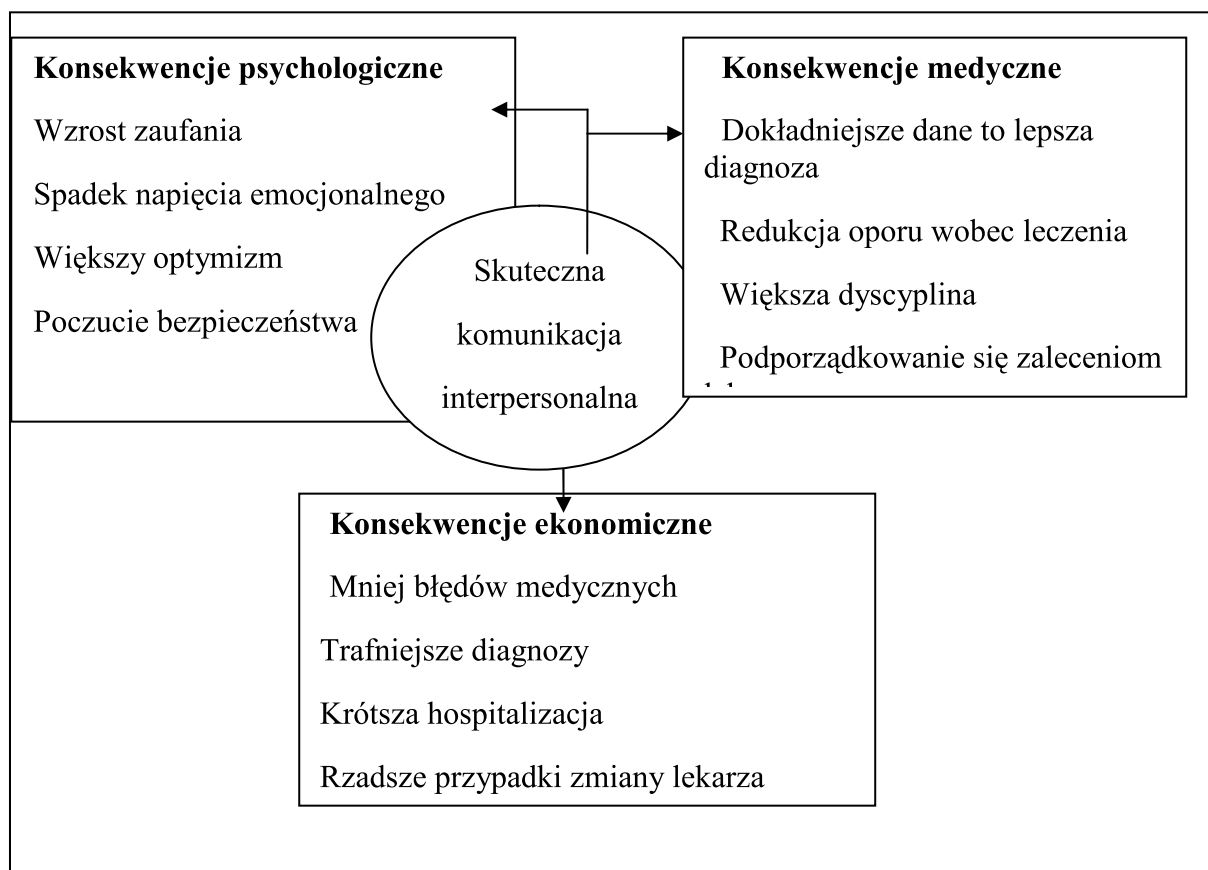 Konsekwencje psychologiczne
Wzrost zaufania
Spadek napięcia emocjonalnego
Większy optymizm
Poczucie bezpieczeństwa
Konsekwencje medyczne
Dokładniejsze dane to lepsza
diagnoza
Redukcja oporu wobec leczenia
Większa dyscyplina
Podporządkowanie się zaleceniom
Skuteczna
komunikacja
interpersonalna
Konsekwencje ekonomiczne
Mniej błędów medycznych
Trafniejsze diagnozy
Krótsza hospitalizacja
Rzadsze przypadki zmiany lekarza